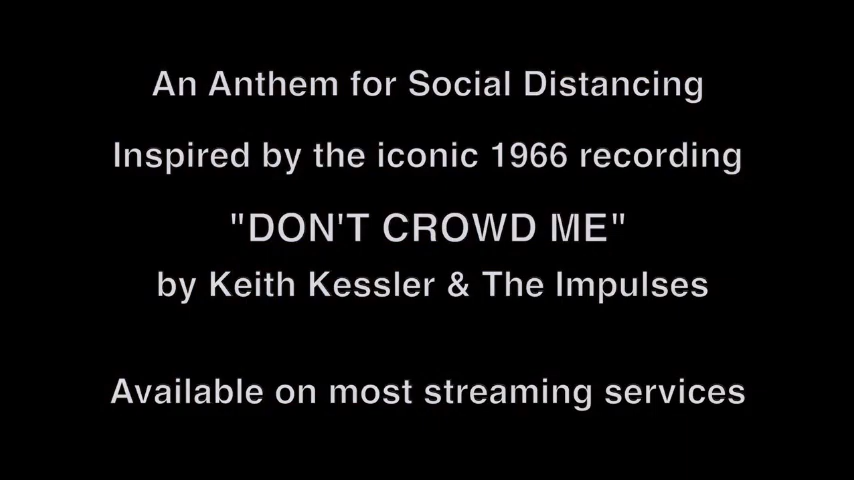 An Anthem for Social Distancing
Inspired by the iconic 1966 recording
"DON'T CROWD ME"
by Keith Kessler & The Impulses
Available on most streaming services